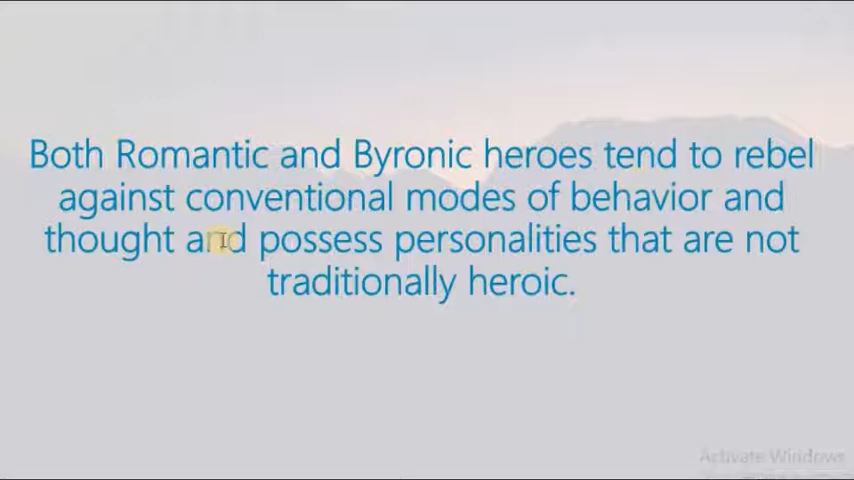 Both Romantic and Byronic heroes tend to rebel
against conventional modes of behavior and
thought and possess personalities that are not
traditionally heroic.
Activate Windows